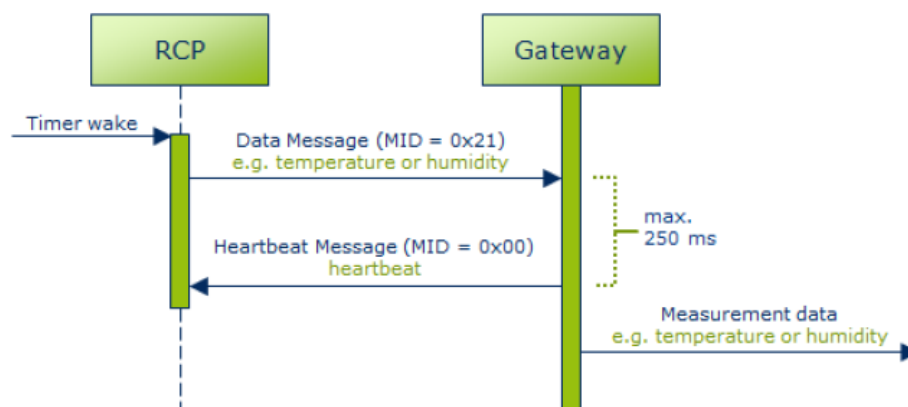 RCP
Gateway
Timer wake
Data Message (MID = 0x21)
e.g. temperature or humidity
max.
250 ms
Heartbeat Message (MID = 0x00)
heartbeat
Measurement data
e.g. temperature or humidity